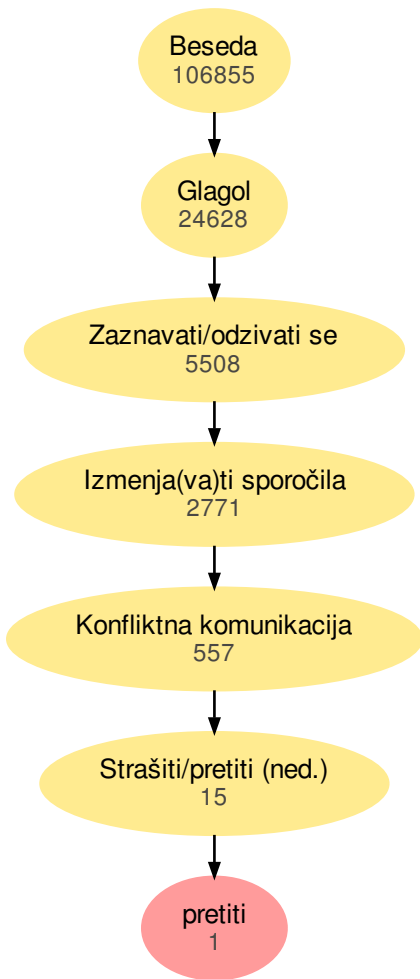 Beseda
106855
Glagol
24628
Zaznavati/odzivati se
5508
Izmenja(va)ti sporočila
2771
Konfliktna komunikacija
557
Strašiti/pretiti (ned.)
15
pretiti
1